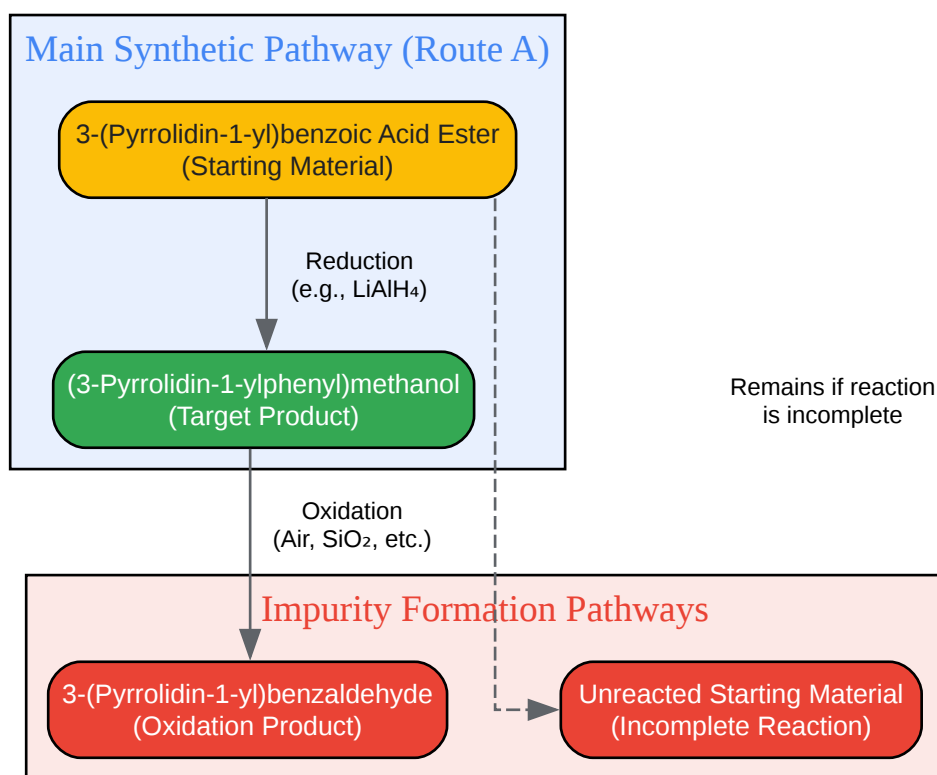 Main Synthetic Pathway (Route A)
3-(Pyrrolidin-1-yl)benzoic Acid Ester
(Starting Material)
Reduction
(e.g., LiAlH₄)
(3-Pyrrolidin-1-ylphenyl)methanol
(Target Product)
Remains if reaction
is incomplete
Oxidation
(Air, SiO₂, etc.)
Impurity Formation Pathways
3-(Pyrrolidin-1-yl)benzaldehyde
(Oxidation Product)
Unreacted Starting Material
(Incomplete Reaction)